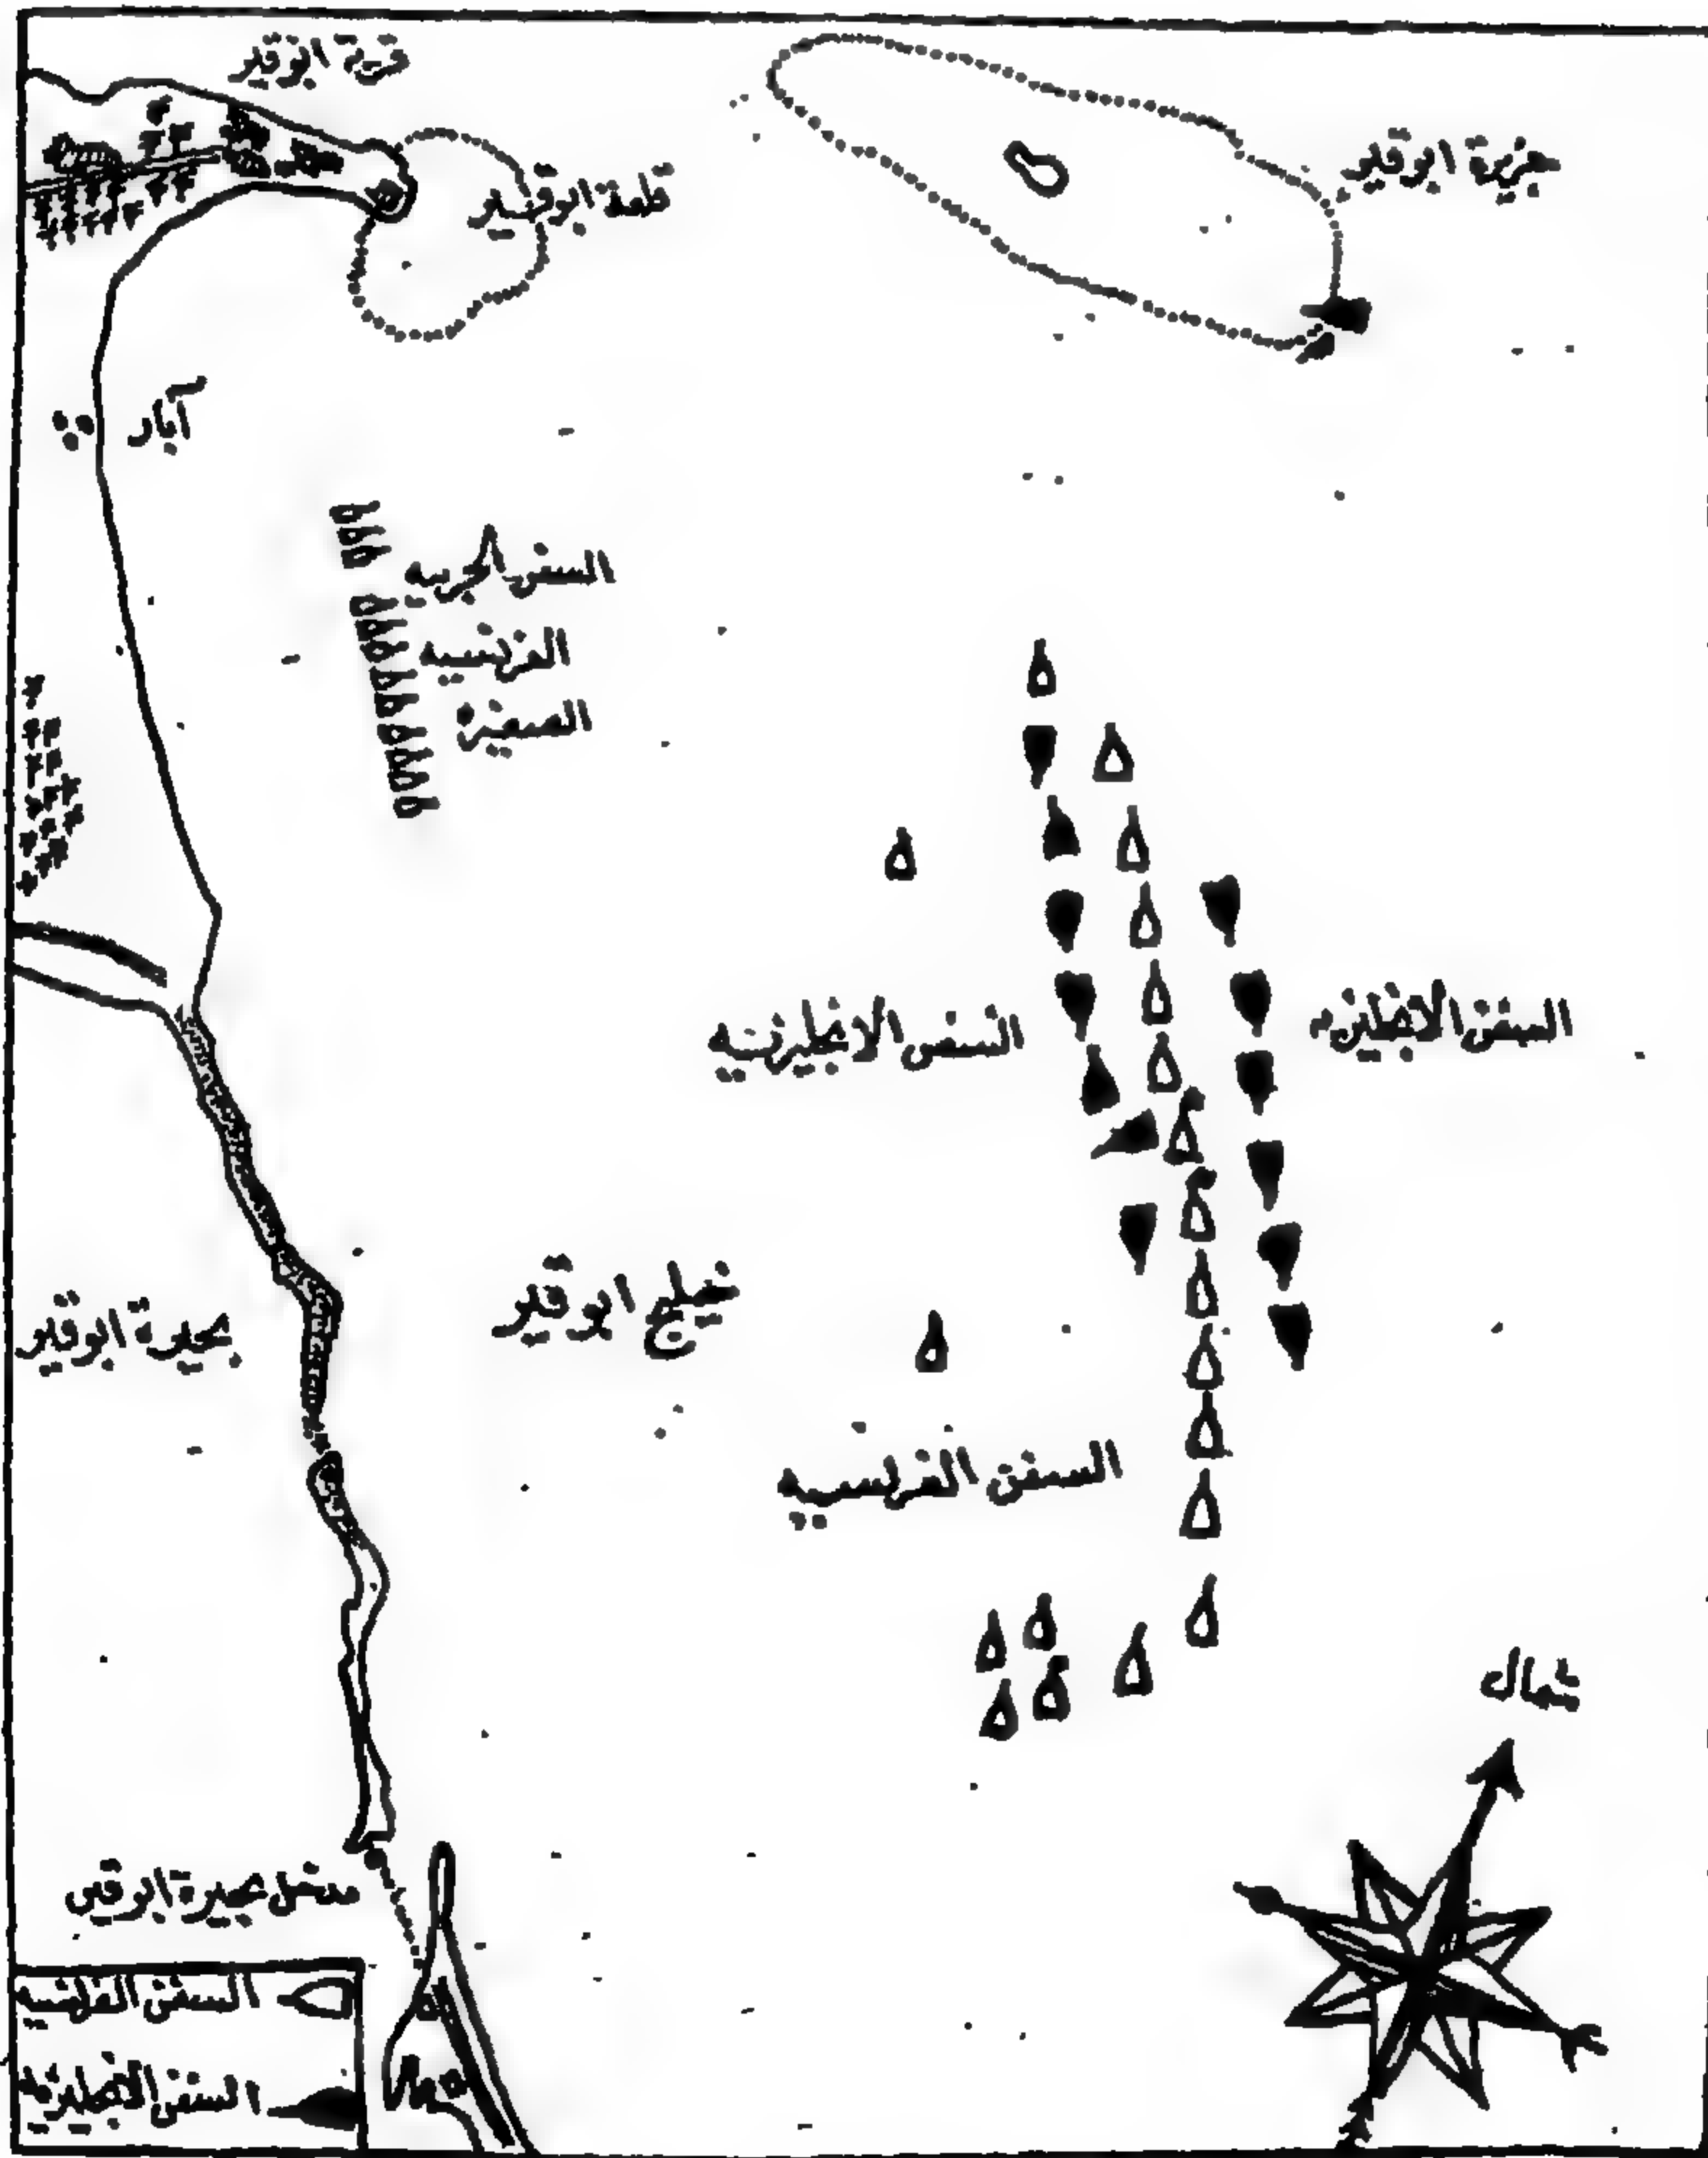 قرية ابوقير
جزيرة ابوقير
قلعة ابوقير
آبار
السفن الحربيه
الفرنسيه
الصغيرة
السفن الانجليزيه
السفن
خليج ابوقير
بحيرة ابوقير
السفن الفرنسيه
شمال
مدخل بحيرة ابوقير
السفن الفرنسيه
السفن الانجليزيه